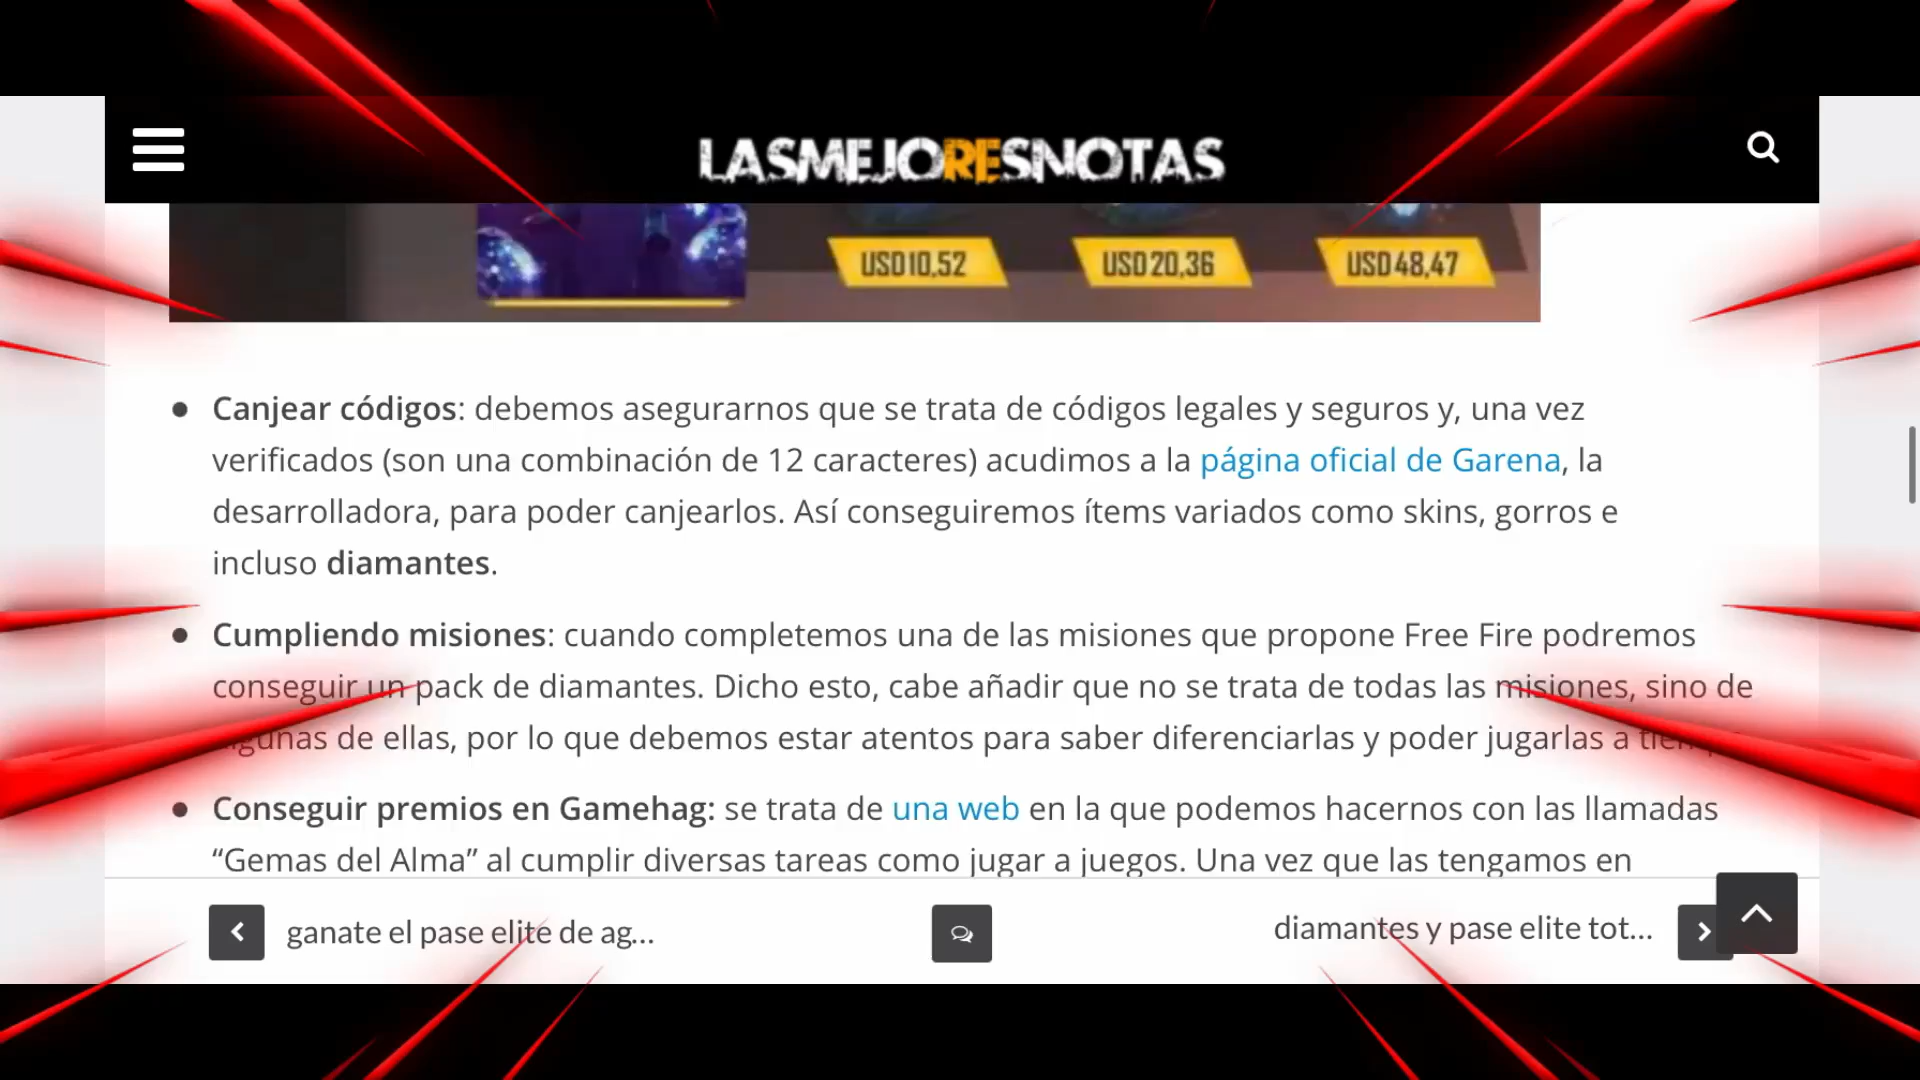 LASMEJORESNOTAS
USD10,52
USD20,36
USD48,47
● Canjear códigos: debemos asegurarnos que se trata de códigos legales y seguros y, una vez
verificados (son una combinación de 12 caracteres) acudimos a la página oficial de Garena, la
desarrolladora, para poder canjearlos. Así conseguiremos ítems variados como skins, gorros e
incluso diamantes.
● Cumpliendo misiones: cuando completemos una de las misiones que propone Free Fire podremos
conseguir un pack de diamantes. Dicho esto, cabe añadir que no se trata de todas las misiones, sino de
algunas de ellas, por lo que debemos estar atentos para saber diferenciarlas y poder jugarlas a
● Conseguir premios en Gamehag: se trata de una web en la que podemos hacernos con las llamadas
“Gemas del Alma” al cumplir diversas tareas como jugar a juegos. Una vez que las tengamos en
ganate el pase elite de ag...
diamantes y pase elite tot...